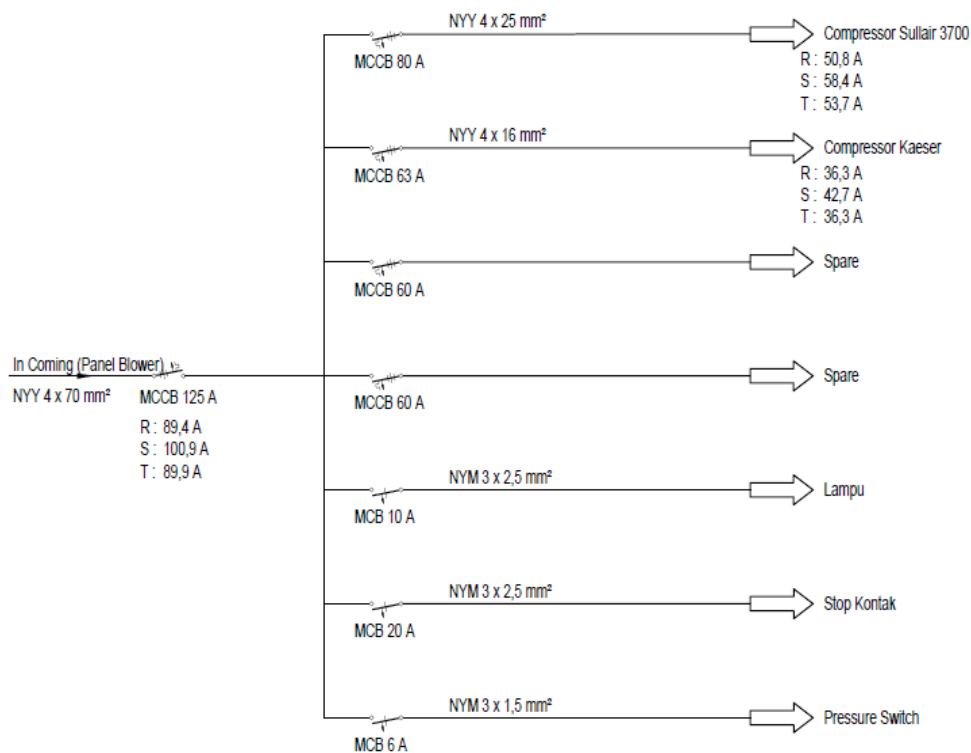 NYY 4 x 25 mm²
MCCB 80 A
Compressor Sullair 3700
R : 50,8 A
S : 58,4 A
T : 53,7 A
NYY 4 x 16 mm²
MCCB 63 A
Compressor Kaeser
R : 36,3 A
S : 42,7 A
T : 36,3 A
MCCB 60 A
Spare
In Coming (Panel Blower)
NYY 4 x 70 mm²
MCCB 125 A
R : 89,4 A
S : 100,9 A
T : 89,9 A
MCCB 60 A
Spare
NYM 3 x 2,5 mm²
MCB 10 A
Lampu
NYM 3 x 2,5 mm²
MCB 20 A
Stop Kontak
NYM 3 x 1,5 mm²
MCB 6 A
Pressure Switch